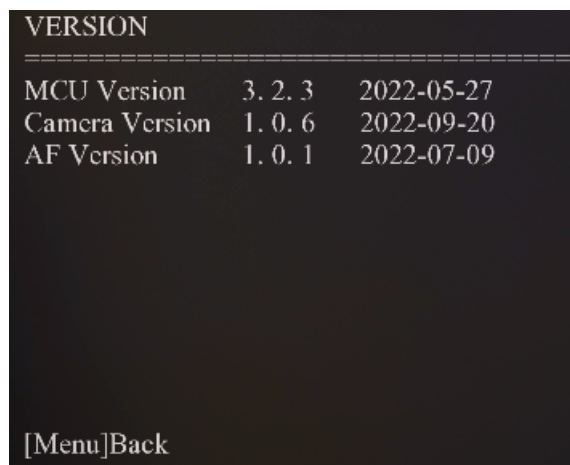 VERSION
===================================
MCU Version 3. 2. 3 2022-05-27
Camera Version 1. 0. 6 2022-09-20
AF Version 1. 0. 1 2022-07-09
[Menu]Back